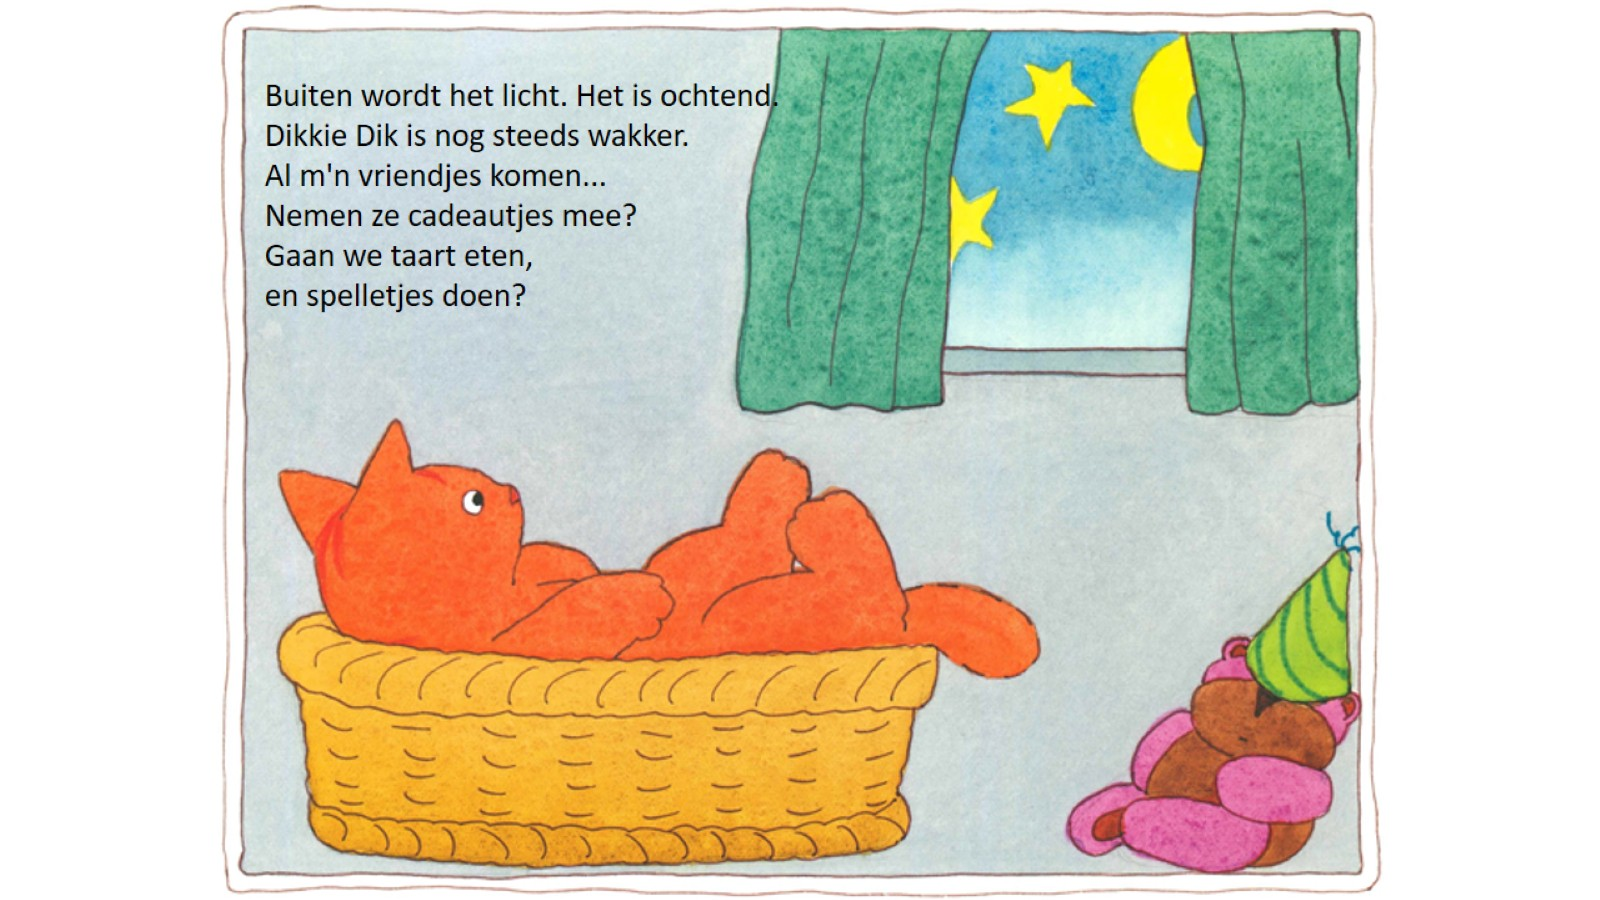 Buiten wordt het licht. Het is ochtend.
Dikkie Dik is nog steeds wakker.
Al m'n vriendjes komen...
Nemen ze cadeautjes mee?
Gaan we taart eten,
en spelletjes doen?